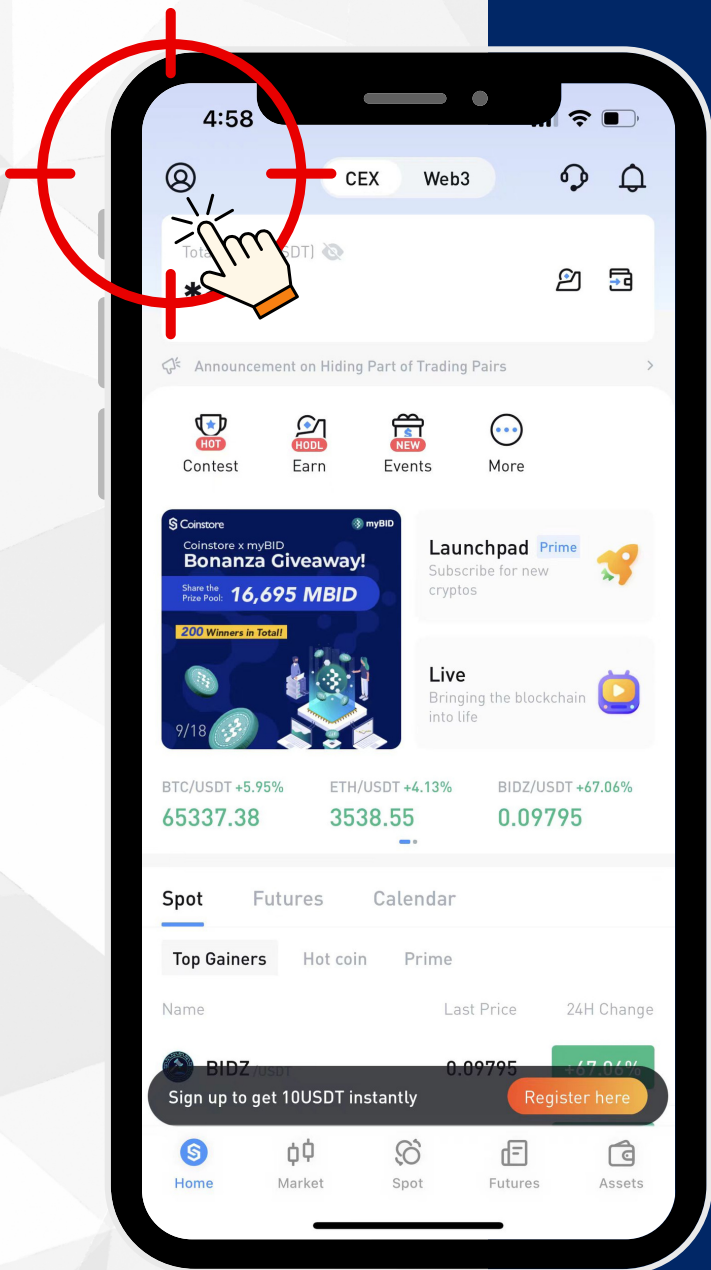 4:58
CEX Web3
Tota SDT)
*
Announcement on Hiding Part of Trading Pairs
HOT HODL NEW
Contest Earn Events More
Coinstore myBID
Coinstore x myBID
Bonanza Giveaway!
Share the
Prize Pool: 16,695 MBID
200 Winners in Total!
9/18
Launchpad Prime
Subscribe for new
cryptos
Live
Bringing the blockchain
into life
BTC/USDT +5.95% ETH/USDT +4.13% BIDZ/USDT +67.06%
65337.38 3538.55 0.09795
Spot Futures Calendar
Top Gainers Hot coin Prime
Name Last Price 24H Change
BIDZ /USDT 0.09795 +67.06%
Sign up to get 10USDT instantly Register here
Home Market Spot Futures Assets